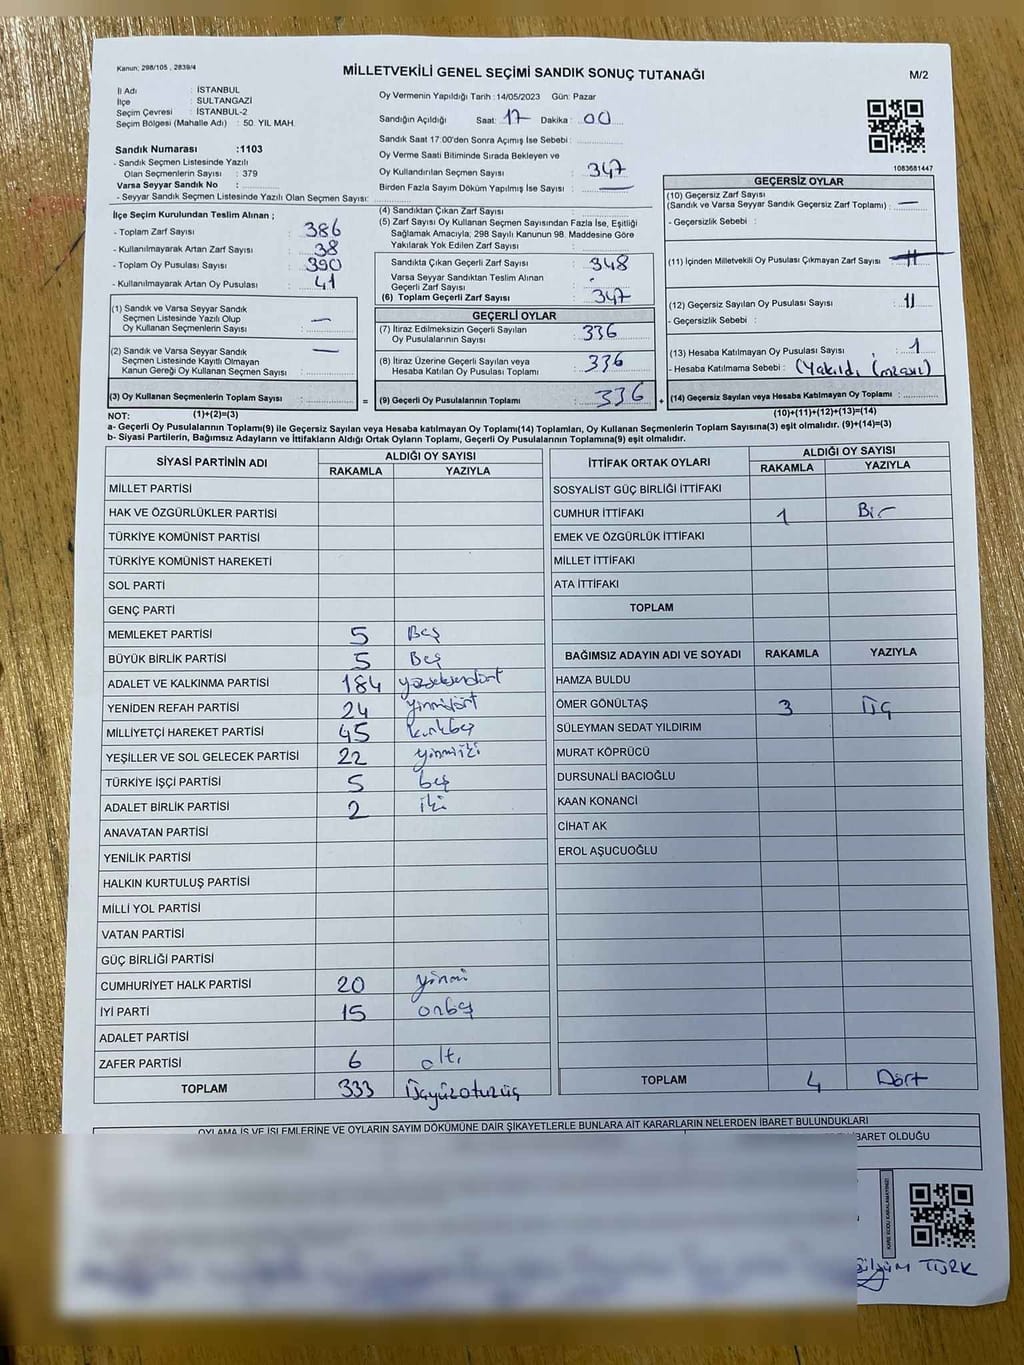 Kanun; 298/105 , 2839/4
MİLLETVEKİLİ GENEL SEÇİMİ SANDIK SONUÇ TUTANAĞI
M/2
İl Adı : İSTANBUL
İlçe : SULTANGAZİ
Seçim Çevresi : İSTANBUL-2
Seçim Bölgesi (Mahalle Adı) : 50. YIL MAH.
Sandık Numarası :1103
- Sandık Seçmen Listesinde Yazılı
Olan Seçmenlerin Sayısı : 379
Varsa Seyyar Sandık No :
- Seyyar Sandık Seçmen Listesinde Yazılı Olan Seçmen Sayısı:
Oy Vermenin Yapıldığı Tarih :14/05/2023 Gün: Pazar
Sandığın Açıldığı Saat: 17 Dakika : 00
Sandık Saat 17.00'den Sonra Açımış İse Sebebi :
Oy Verme Saati Bitiminde Sırada Bekleyen ve
Oy Kullandırılan Seçmen Sayısı : 347
Birden Fazla Sayım Döküm Yapılmış İse Sayısı : —
1083681447
İlçe Seçim Kurulundan Teslim Alınan ;
- Toplam Zarf Sayısı : 386
- Kullanılmayarak Artan Zarf Sayısı : 38
- Toplam Oy Pusulası Sayısı : 390
- Kullanılmayarak Artan Oy Pusulası : 41
(1) Sandık ve Varsa Seyyar Sandık
Seçmen Listesinde Yazılı Olup
Oy Kullanan Seçmenlerin Sayısı : —
(2) Sandık ve Varsa Seyyar Sandık
Seçmen Listesinde Kayıtlı Olmayan
Kanun Gereği Oy Kullanan Seçmen Sayısı : —
(3) Oy Kullanan Seçmenlerin Toplam Sayısı :
(4) Sandıktan Çıkan Zarf Sayısı :
(5) Zarf Sayısı Oy Kullanan Seçmen Sayısından Fazla İse, Eşitliği
Sağlamak Amacıyla; 298 Sayılı Kanunun 98. Maddesine Göre
Yakılarak Yok Edilen Zarf Sayısı :
Sandıkta Çıkan Geçerli Zarf Sayısı : 348
Varsa Seyyar Sandıktan Teslim Alınan
Geçerli Zarf Sayısı :
(6) Toplam Geçerli Zarf Sayısı : 347
GEÇERLİ OYLAR
(7) İtiraz Edilmeksizin Geçerli Sayılan
Oy Pusulalarının Sayısı : 336
(8) İtiraz Üzerine Geçerli Sayılan veya
Hesaba Katılan Oy Pusulaları Toplamı : 336
= (9) Geçerli Oy Pusulalarının Toplamı : 336
GEÇERSİZ OYLAR
(10) Geçersiz Zarf Sayısı
(Sandık ve Varsa Seyyar Sandık Geçersiz Zarf Toplamı) : —
- Geçersizlik Sebebi :
(11) İçinden Milletvekili Oy Pusulası Çıkmayan Zarf Sayısı :
(12) Geçersiz Sayılan Oy Pusulası Sayısı : 11
- Geçersizlik Sebebi :
(13) Hesaba Katılmayan Oy Pusulası Sayısı : 1
- Hesaba Katılmama Sebebi : (Yakıldı (mzasız)
+ (14) Geçersiz Sayılan veya Hesaba Katılmayan Oy Toplamı :
NOT: (1)+(2)=(3) (10)+(11)+(12)+(13)=(14)
a- Geçerli Oy Pusulalarının Toplamı(9) ile Geçersiz Sayılan veya Hesaba katılmayan Oy Toplamı(14) Toplamları, Oy Kullanan Seçmenlerin Toplam Sayısına(3) eşit olmalıdır. (9)+(14)=(3)
b- Siyasi Partilerin, Bağımsız Adayların ve İttifakların Aldığı Ortak Oyların Toplamı, Geçerli Oy Pusulalarının Toplamına(9) eşit olmalıdır.
SİYASİ PARTİNİN ADI ALDIĞI OY SAYISI
RAKAMLA YAZIYLA
MİLLET PARTİSİ
HAK VE ÖZGÜRLÜKLER PARTİSİ
TÜRKİYE KOMÜNİST PARTİSİ
TÜRKİYE KOMÜNİST HAREKETİ
SOL PARTİ
GENÇ PARTİ
MEMLEKET PARTİSİ 5 Beş
BÜYÜK BİRLİK PARTİSİ 5 Beş
ADALET VE KALKINMA PARTİSİ 184 yüzseksendört
YENİDEN REFAH PARTİSİ 24 yirmidört
MİLLİYETÇİ HAREKET PARTİSİ 45 kırkbeş
YEŞİLLER VE SOL GELECEK PARTİSİ 22 yirmiiki
TÜRKİYE İŞÇİ PARTİSİ 5 beş
ADALET BİRLİK PARTİSİ 2 iki
ANAVATAN PARTİSİ
YENİLİK PARTİSİ
HALKIN KURTULUŞ PARTİSİ
MİLLİ YOL PARTİSİ
VATAN PARTİSİ
GÜÇ BİRLİĞİ PARTİSİ
CUMHURİYET HALK PARTİSİ 20 yirmi
İYİ PARTİ 15 onbeş
ADALET PARTİSİ
ZAFER PARTİSİ 6 altı
TOPLAM 333 Üçyüzotuzüç
İTTİFAK ORTAK OYLARI ALDIĞI OY SAYISI
RAKAMLA YAZIYLA
SOSYALİST GÜÇ BİRLİĞİ İTTİFAKI
CUMHUR İTTİFAKI 1 Bir
EMEK VE ÖZGÜRLÜK İTTİFAKI
MİLLET İTTİFAKI
ATA İTTİFAKI
TOPLAM
BAĞIMSIZ ADAYIN ADI VE SOYADI RAKAMLA YAZIYLA
HAMZA BULDU
ÖMER GÖNÜLTAŞ 3 Üç
SÜLEYMAN SEDAT YILDIRIM
MURAT KÖPRÜCÜ
DURSUNALİ BACIOĞLU
KAAN KONANCİ
CİHAT AK
EROL AŞUCUOĞLU
TOPLAM 4 Dört
OYLAMA İŞ VE İŞLEMLERİNE VE OYLARIN SAYIM DÖKÜMÜNE DAİR ŞİKAYETLERLE BUNLARA AİT KARARLARIN NELERDEN İBARET BULUNDUKLARI
İBARET OLDUĞU
TÜRK